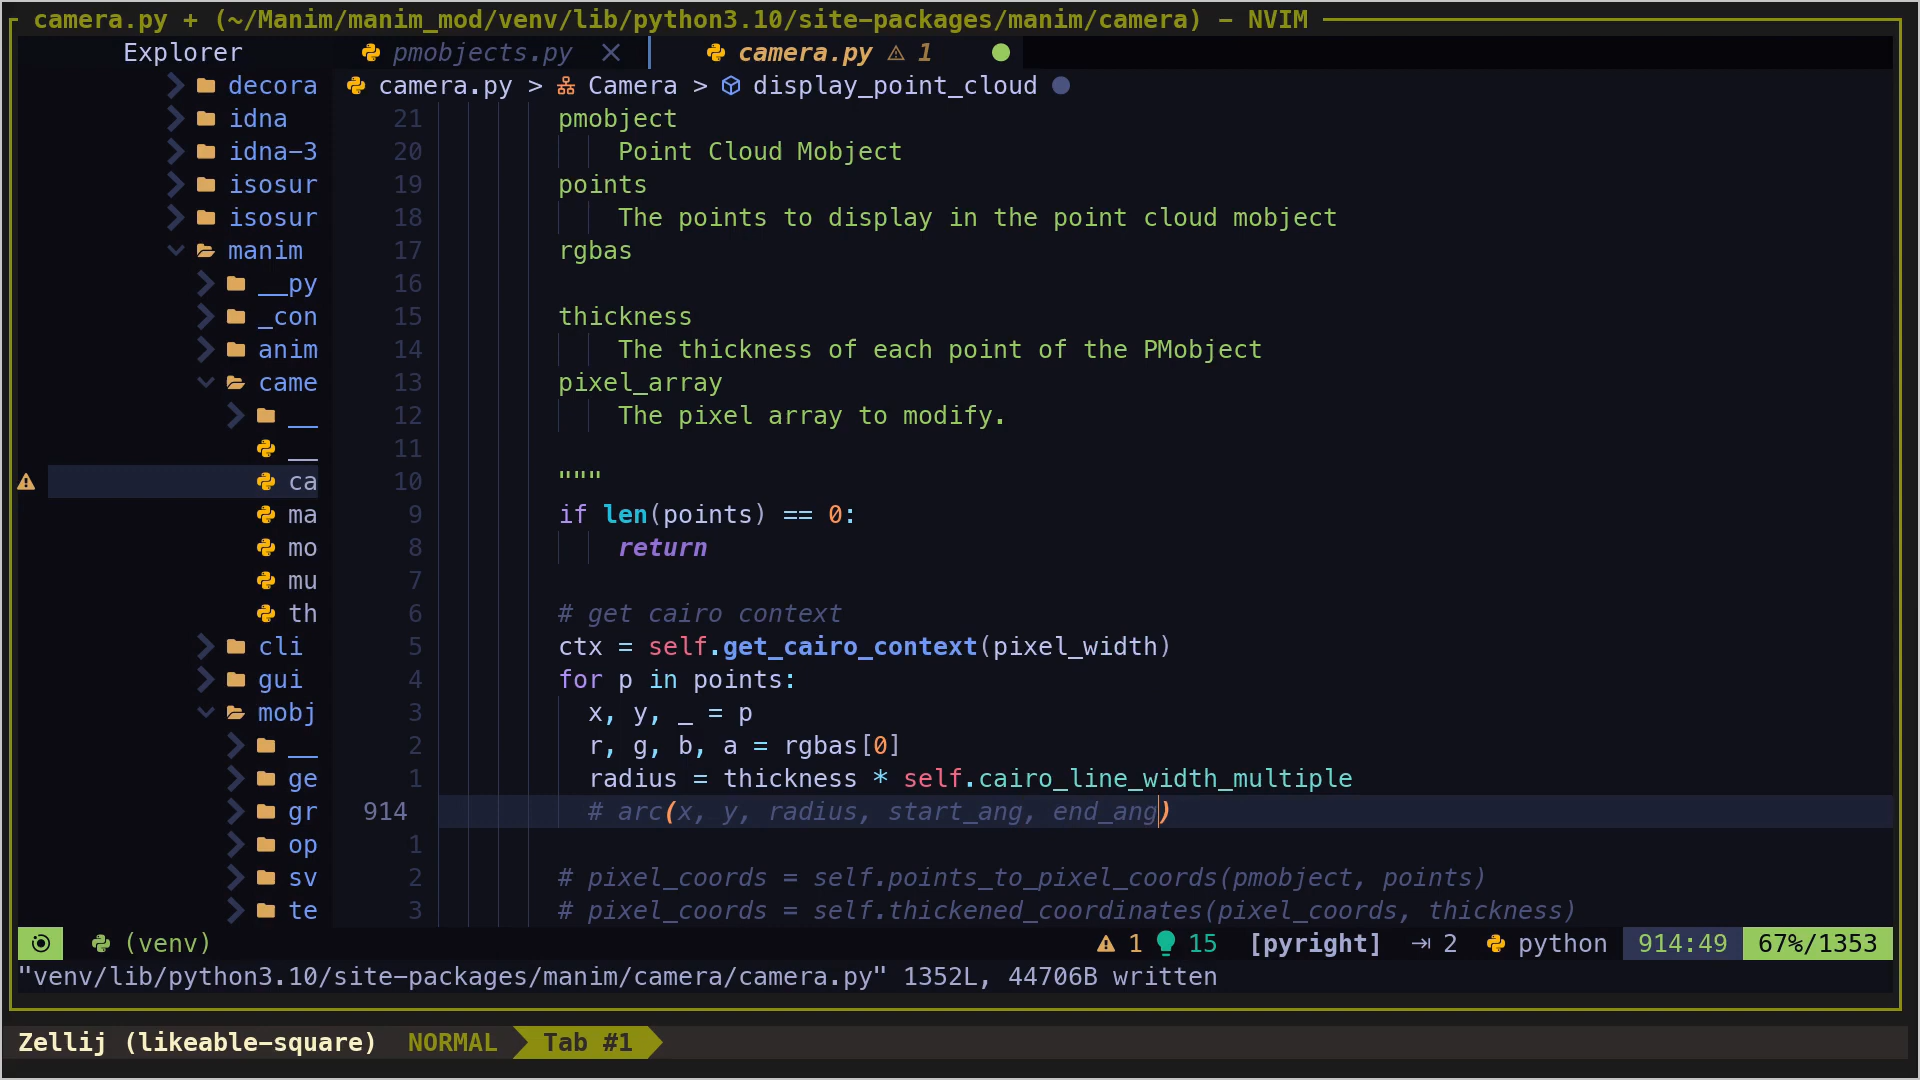 camera.py + (~/Manim/manim_mod/venv/lib/python3.10/site-packages/manim/camera) - NVIM
Explorer
pmobjects.py
camera.py 1
decora
camera.py > Camera > display_point_cloud
idna
21 pmobject
idna-3
20 Point Cloud Mobject
isosur
19 points
isosur
18 The points to display in the point cloud mobject
manim
17 rgbas
__py
16
_con
15 thickness
anim
14 The thickness of each point of the PMobject
came
13 pixel_array
__
12 The pixel array to modify.
__
11
ca
10 """
ma
9 if len(points) == 0:
mo
8 return
mu
7
th
6 # get cairo context
cli
5 ctx = self.get_cairo_context(pixel_width)
gui
4 for p in points:
mobj
3 x, y, _ = p
__
2 r, g, b, a = rgbas[0]
ge
1 radius = thickness * self.cairo_line_width_multiple
gr
914 # arc(x, y, radius, start_ang, end_ang)
op
1
sv
2 # pixel_coords = self.points_to_pixel_coords(pmobject, points)
te
3 # pixel_coords = self.thickened_coordinates(pixel_coords, thickness)
(venv) 1 15 [pyright] 2 python 914:49 67%/1353
"venv/lib/python3.10/site-packages/manim/camera/camera.py" 1352L, 44706B written
Zellij (likeable-square) NORMAL Tab #1